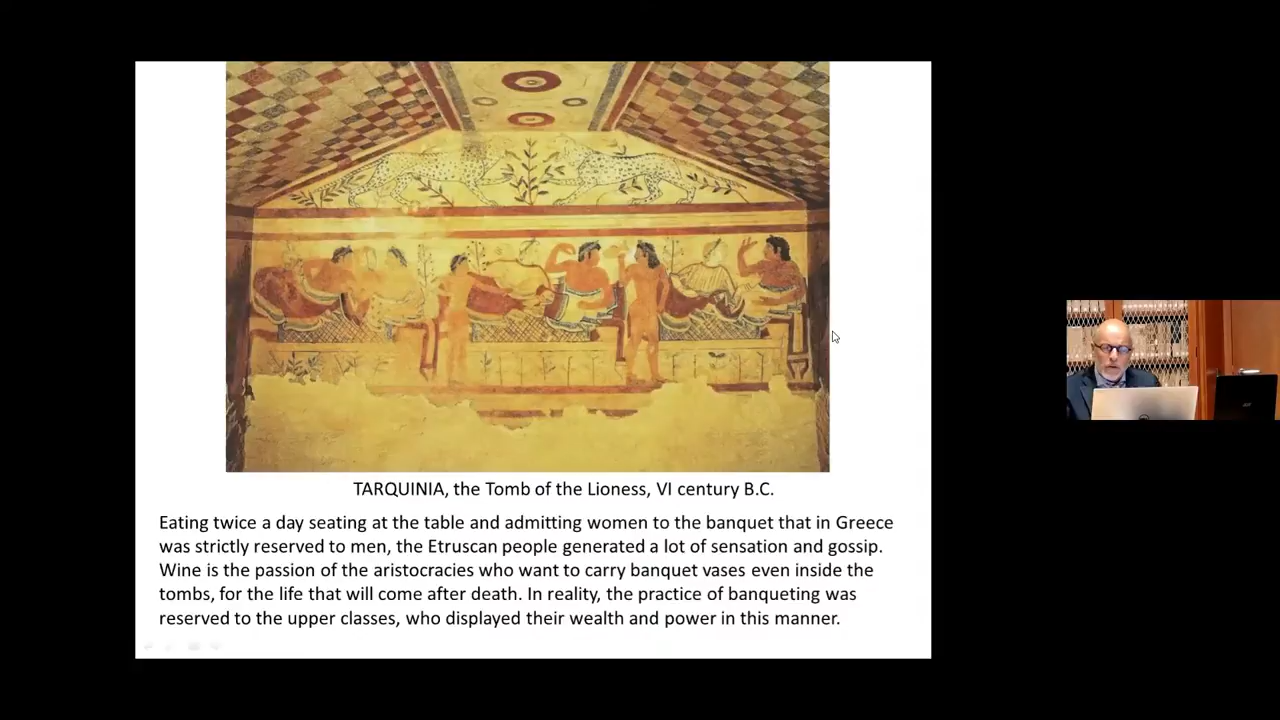 TARQUINIA, the Tomb of the Lioness, VI century B.C.
Eating twice a day seating at the table and admitting women to the banquet that in Greece
was strictly reserved to men, the Etruscan people generated a lot of sensation and gossip.
Wine is the passion of the aristocracies who want to carry banquet vases even inside the
tombs, for the life that will come after death. In reality, the practice of banqueting was
reserved to the upper classes, who displayed their wealth and power in this manner.